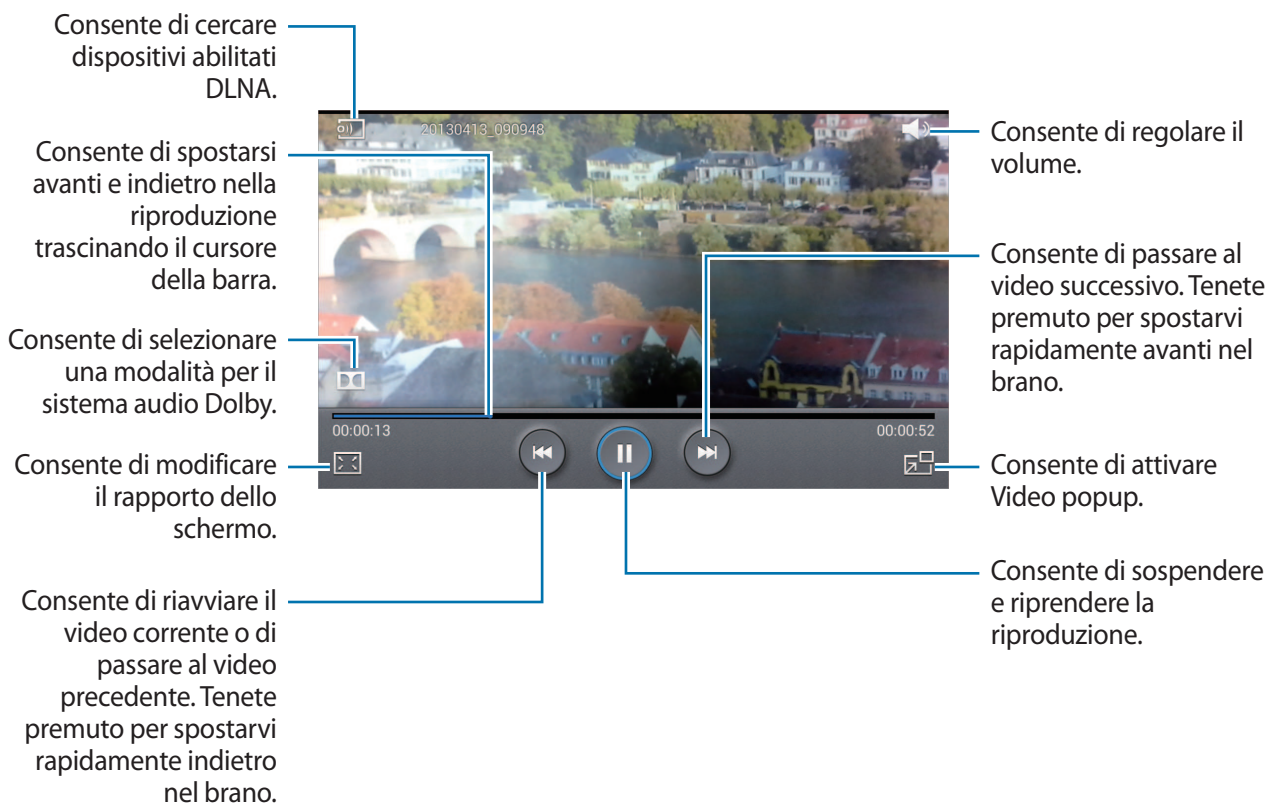 Consente di cercare
dispositivi abilitati
DLNA.
Consente di spostarsi
avanti e indietro nella
riproduzione
trascinando il cursore
della barra.
Consente di selezionare
una modalità per il
sistema audio Dolby.
Consente di modificare
il rapporto dello
schermo.
Consente di riavviare il
video corrente o di
passare al video
precedente. Tenete
premuto per spostarvi
rapidamente indietro
nel brano.
20130413_090948
00:00:13
00:00:52
Consente di regolare il
volume.
Consente di passare al
video successivo. Tenete
premuto per spostarvi
rapidamente avanti nel
brano.
Consente di attivare
Video popup.
Consente di sospendere
e riprendere la
riproduzione.